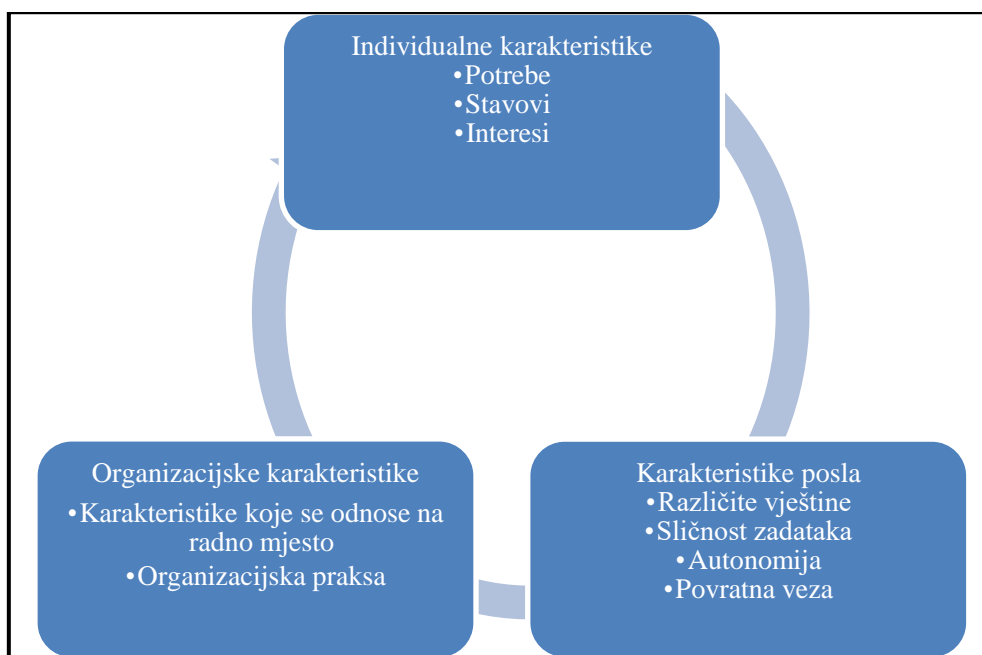 Individualne karakteristike
•Potrebe
•Stavovi
•Interesi
Organizacijske karakteristike
•Karakteristike koje se odnose na
radno mjesto
•Organizacijska praksa
Karakteristike posla
•Različite vještine
•Sličnost zadataka
•Autonomija
•Povratna veza